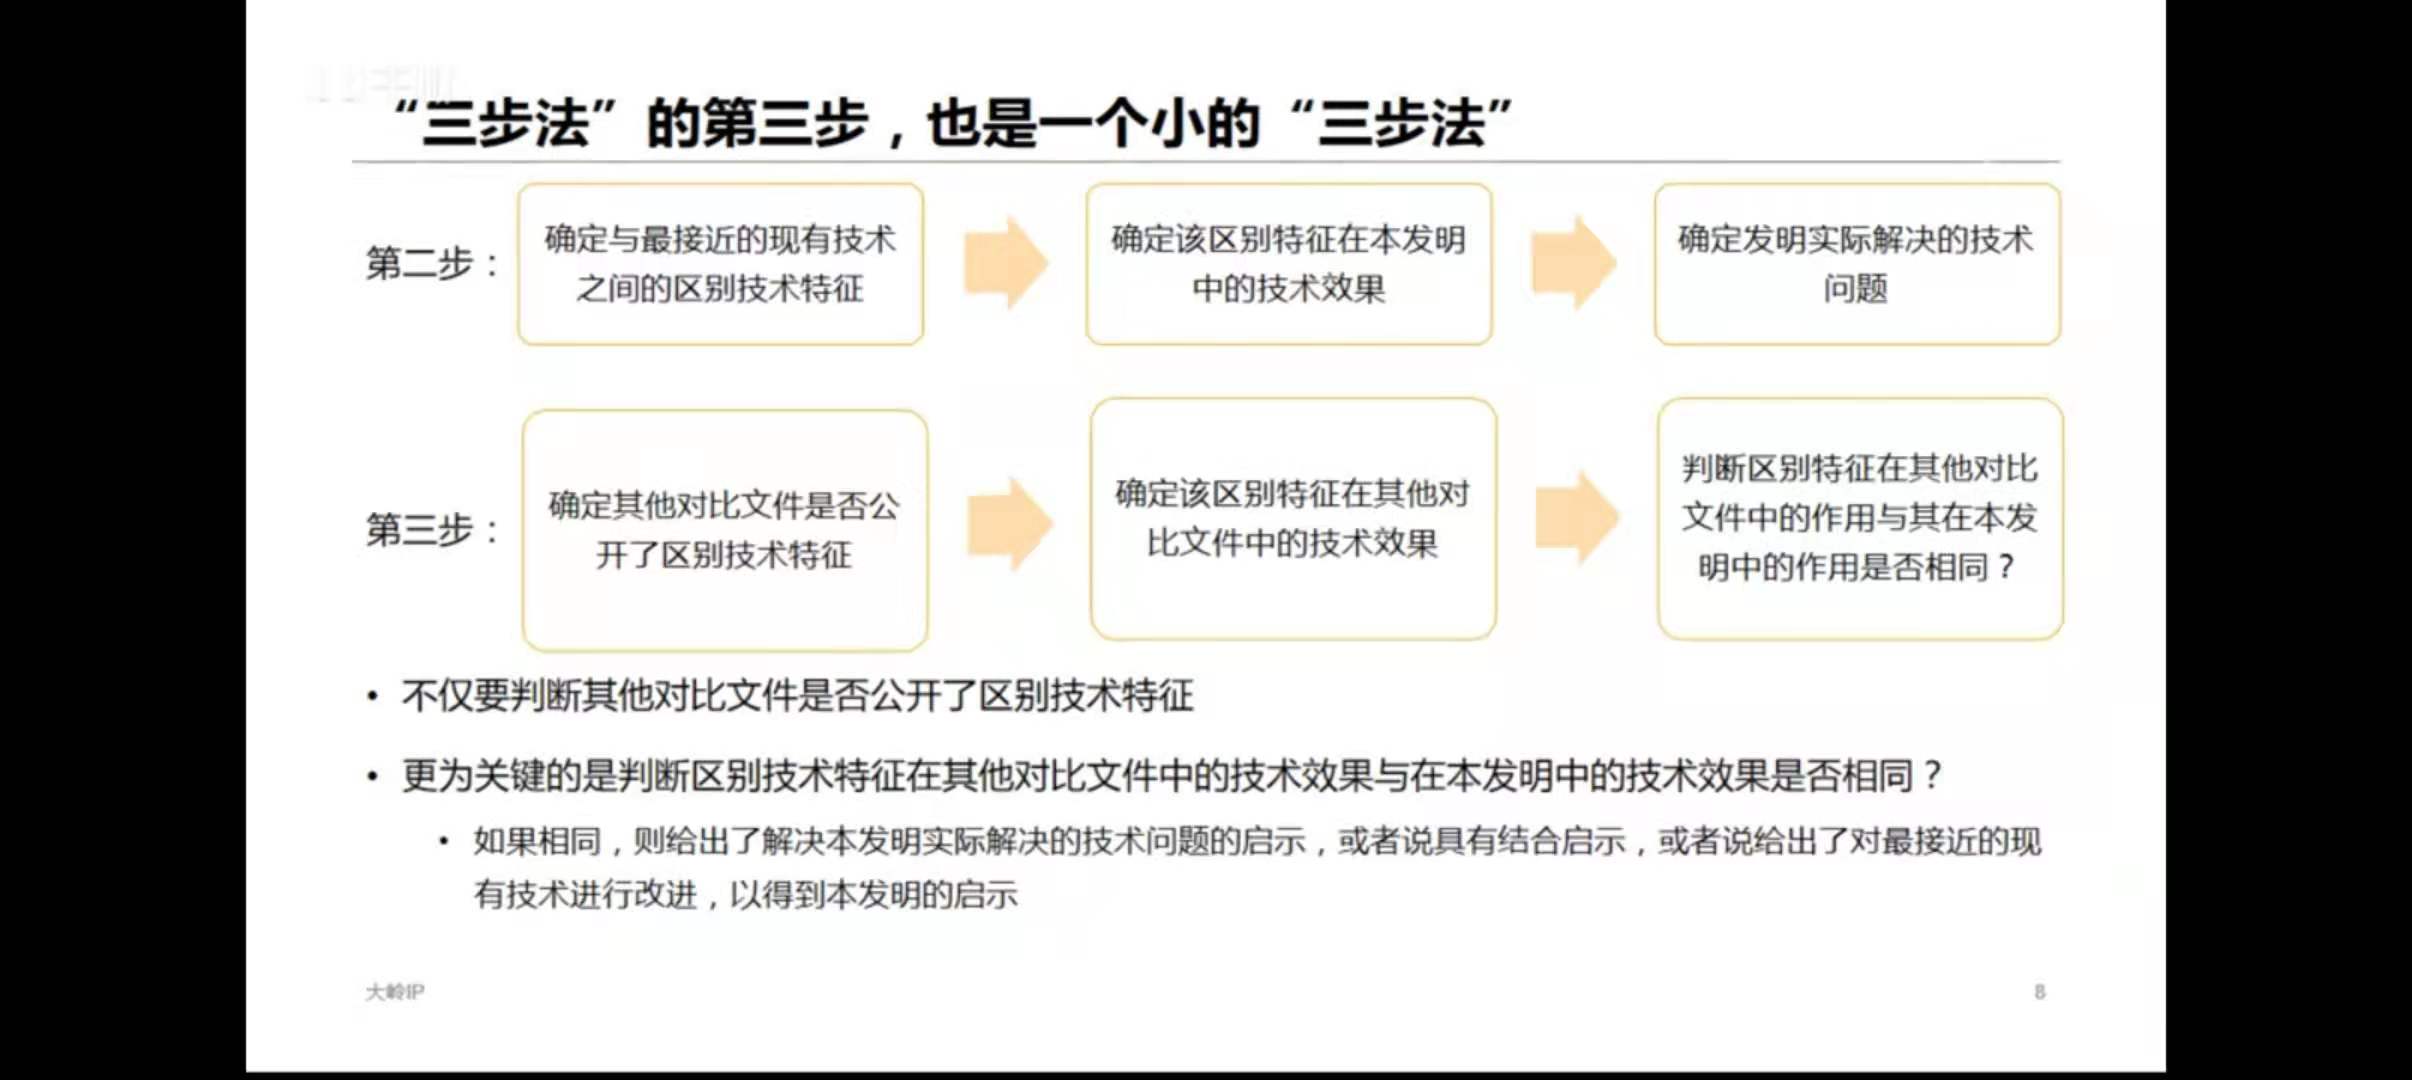 “三步法”的第三步，也是一个小的“三步法”
第二步：
确定与最接近的现有技术
之间的区别技术特征
确定该区别特征在本发明
中的技术效果
确定发明实际解决的技术
问题
第三步：
确定其他对比文件是否公
开了区别技术特征
确定该区别特征在其他对
比文件中的技术效果
判断区别特征在其他对比
文件中的作用与其在本发
明中的作用是否相同？
• 不仅要判断其他对比文件是否公开了区别技术特征
• 更为关键的是判断区别技术特征在其他对比文件中的技术效果与在本发明中的技术效果是否相同？
• 如果相同，则给出了解决本发明实际解决的技术问题的启示，或者说具有结合启示，或者说给出了对最接近的现
有技术进行改进，以得到本发明的启示
大岭IP
8